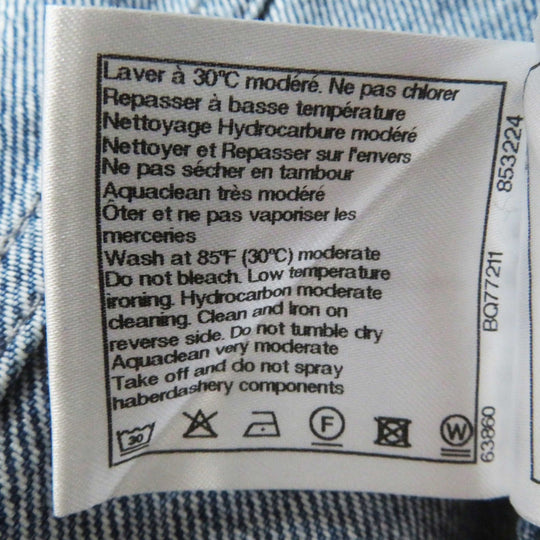 Laver à 30°C modéré. Ne pas chlorer
Repasser à basse température
Nettoyage Hydrocarbure modéré
Nettoyer et Repasser sur l'envers
Ne pas sécher en tambour
Aquaclean très modéré
Ôter et ne pas vaporiser les
merceries
Wash at 85°F (30°C) moderate
Do not bleach. Low temperature
ironing. Hydrocarbon moderate
cleaning. Clean and Iron on
reverse side. Do not tumble dry
Aquaclean very moderate
Take off and do not spray
haberdashery components
30
F
W
63860 BQ77211 853224